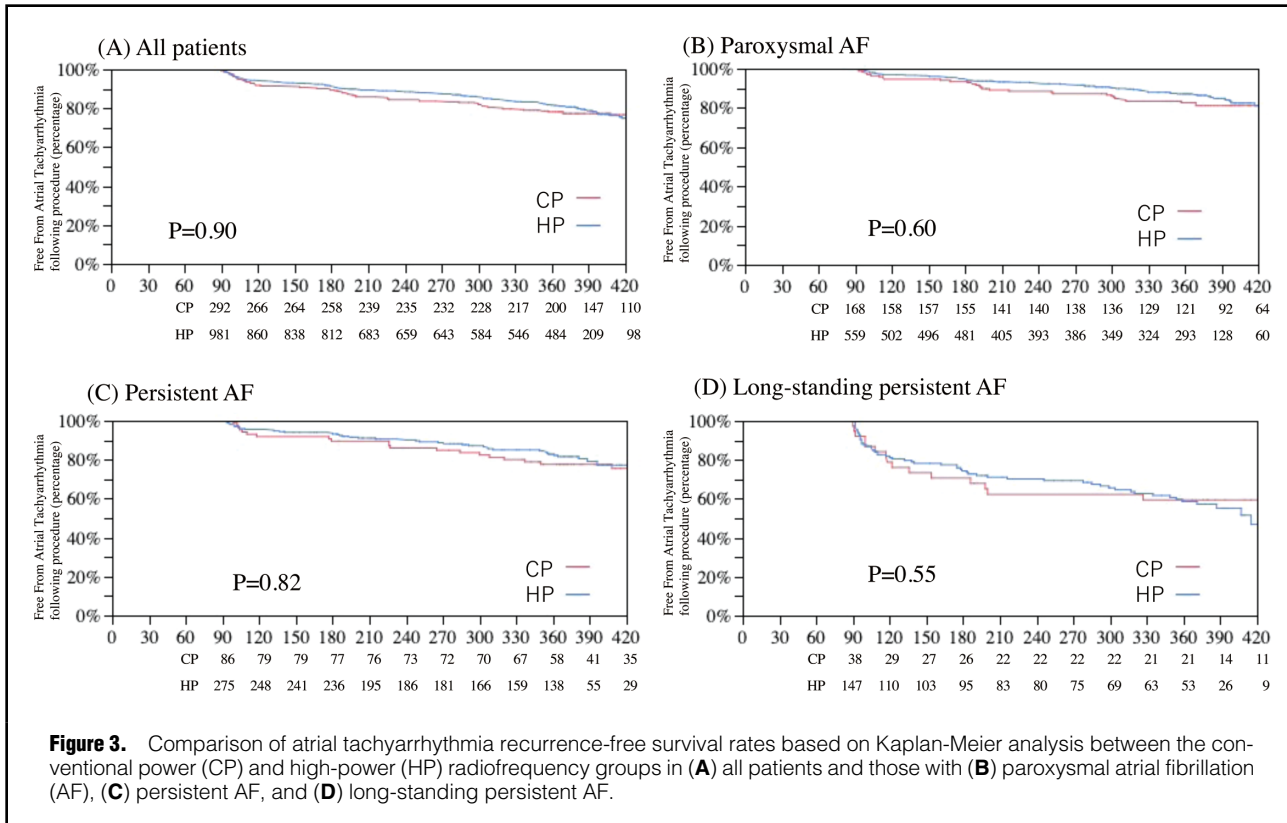 (A) All patients
Free From Atrial Tachyarrhythmia
following procedure (percentage)
100%
80%
60%
40%
20%
0%
CP
HP
P=0.90
0 30 60 90 120 150 180 210 240 270 300 330 360 390 420
CP 292 266 264 258 239 235 232 228 217 200 147 110
HP 981 860 838 812 683 659 643 584 546 484 209 98
(B) Paroxysmal AF
Free From Atrial Tachyarrhythmia
following procedure (percentage)
100%
80%
60%
40%
20%
0%
CP
HP
P=0.60
0 30 60 90 120 150 180 210 240 270 300 330 360 390 420
CP 168 158 157 155 141 140 138 136 129 121 92 64
HP 559 502 496 481 405 393 386 349 324 293 128 60
(C) Persistent AF
Free From Atrial Tachyarrhythmia
following procedure (percentage)
100%
80%
60%
40%
20%
0%
CP
HP
P=0.82
0 30 60 90 120 150 180 210 240 270 300 330 360 390 420
CP 86 79 79 77 76 73 72 70 67 58 41 35
HP 275 248 241 236 195 186 181 166 159 138 55 29
(D) Long-standing persistent AF
Free From Atrial Tachyarrhythmia
following procedure (percentage)
100%
80%
60%
40%
20%
0%
CP
HP
P=0.55
0 30 60 90 120 150 180 210 240 270 300 330 360 390 420
CP 38 29 27 26 22 22 22 22 21 21 14 11
HP 147 110 103 95 83 80 75 69 63 53 26 9
Figure 3. Comparison of atrial tachyarrhythmia recurrence-free survival rates based on Kaplan-Meier analysis between the con-
ventional power (CP) and high-power (HP) radiofrequency groups in (A) all patients and those with (B) paroxysmal atrial fibrillation
(AF), (C) persistent AF, and (D) long-standing persistent AF.